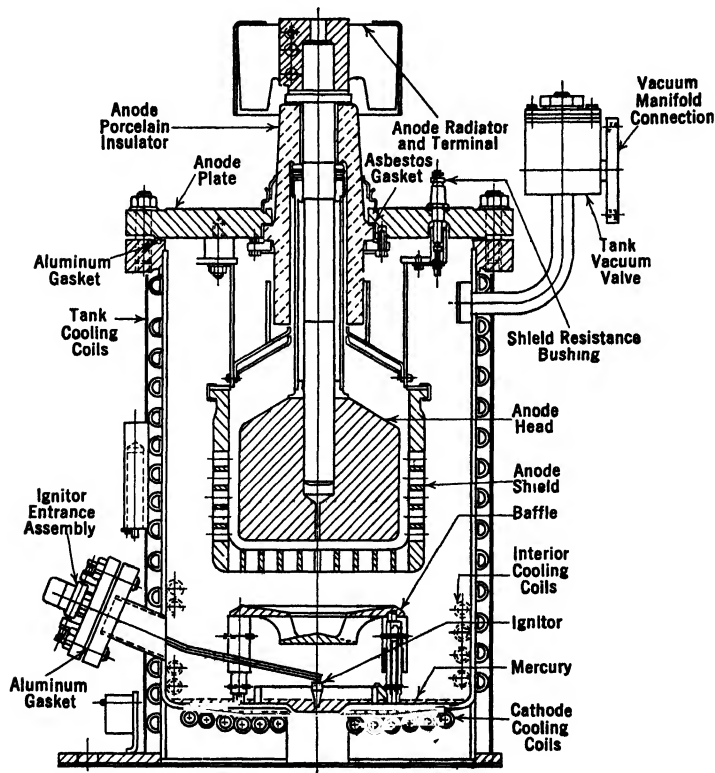 Anode
Porcelain
Insulator
Anode
Plate
Aluminum
Gasket
Tank
Cooling
Coils
Ignitor
Entrance
Assembly
Aluminum
Gasket
Anode Radiator
and Terminal
Asbestos
Gasket
Vacuum
Manifold
Connection
Tank
Vacuum
Valve
Shield Resistance
Bushing
Anode
Head
Anode
Shield
Baffle
Interior
Cooling
Coils
Ignitor
Mercury
Cathode
Cooling
Coils